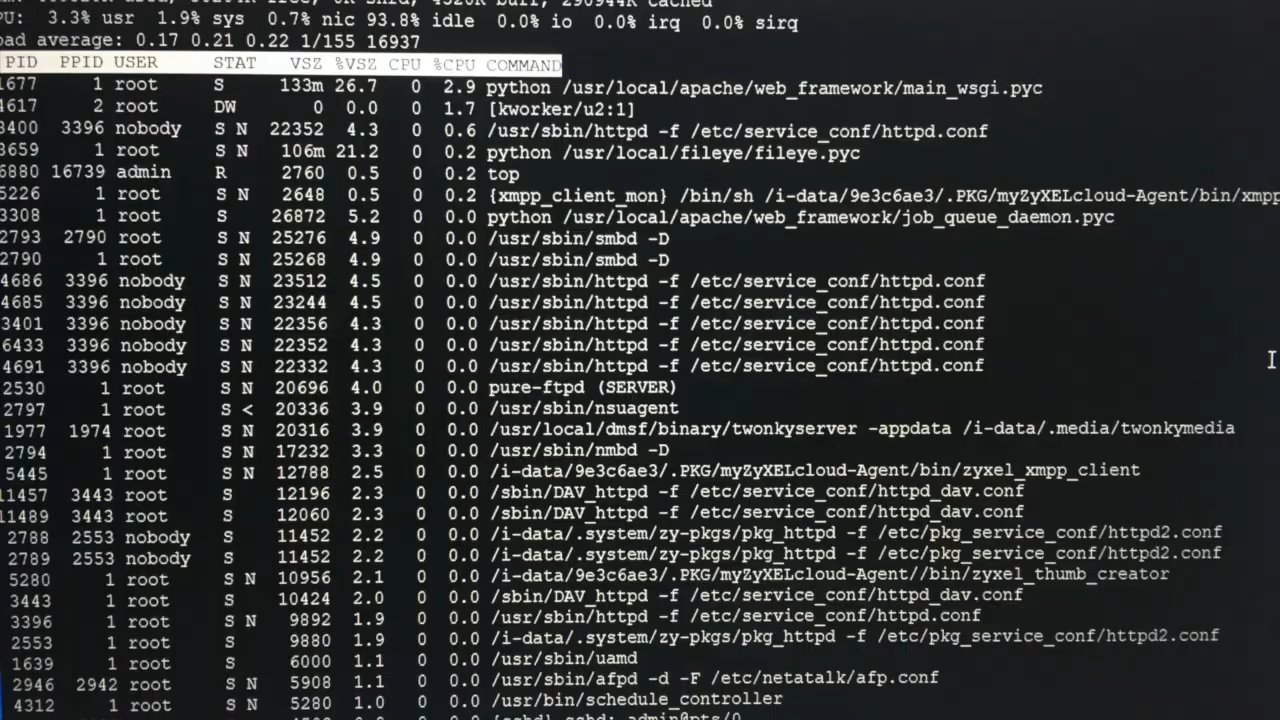 4320K buff, 290944K cached
PU: 3.3% usr 1.9% sys 0.7% nic 93.8% idle 0.0% io 0.0% irq 0.0% sirq
oad average: 0.17 0.21 0.22 1/155 16937
PID PPID USER STAT VSZ %VSZ CPU %CPU COMMAND
1677 1 root S 133m 26.7 0 2.9 python /usr/local/apache/web_framework/main_wsgi.pyc
4617 2 root DW 0 0.0 0 1.7 [kworker/u2:1]
3400 3396 nobody S N 22352 4.3 0 0.6 /usr/sbin/httpd -f /etc/service_conf/httpd.conf
3659 1 root S N 106m 21.2 0 0.2 python /usr/local/fileye/fileye.pyc
6880 16739 admin R 2760 0.5 0 0.2 top
5226 1 root S N 2648 0.5 0 0.2 {xmpp_client_mon} /bin/sh /i-data/9e3c6ae3/.PKG/myZyXELcloud-Agent/bin/xmpp
3308 1 root S 26872 5.2 0 0.0 python /usr/local/apache/web_framework/job_queue_daemon.pyc
2793 2790 root S N 25276 4.9 0 0.0 /usr/sbin/smbd -D
2790 1 root S N 25268 4.9 0 0.0 /usr/sbin/smbd -D
4686 3396 nobody S N 23512 4.5 0 0.0 /usr/sbin/httpd -f /etc/service_conf/httpd.conf
4685 3396 nobody S N 23244 4.5 0 0.0 /usr/sbin/httpd -f /etc/service_conf/httpd.conf
3401 3396 nobody S N 22356 4.3 0 0.0 /usr/sbin/httpd -f /etc/service_conf/httpd.conf
6433 3396 nobody S N 22352 4.3 0 0.0 /usr/sbin/httpd -f /etc/service_conf/httpd.conf
4691 3396 nobody S N 22332 4.3 0 0.0 /usr/sbin/httpd -f /etc/service_conf/httpd.conf
2530 1 root S N 20696 4.0 0 0.0 pure-ftpd (SERVER)
2797 1 root S < 20336 3.9 0 0.0 /usr/sbin/nsuagent
1977 1974 root S N 20316 3.9 0 0.0 /usr/local/dmsf/binary/twonkyserver -appdata /i-data/.media/twonkymedia
2794 1 root S N 17232 3.3 0 0.0 /usr/sbin/nmbd -D
5445 1 root S N 12788 2.5 0 0.0 /i-data/9e3c6ae3/.PKG/myZyXELcloud-Agent/bin/zyxel_xmpp_client
11457 3443 root S 12196 2.3 0 0.0 /sbin/DAV_httpd -f /etc/service_conf/httpd_dav.conf
11489 3443 root S 12060 2.3 0 0.0 /sbin/DAV_httpd -f /etc/service_conf/httpd_dav.conf
2788 2553 nobody S 11452 2.2 0 0.0 /i-data/.system/zy-pkgs/pkg_httpd -f /etc/pkg_service_conf/httpd2.conf
2789 2553 nobody S 11452 2.2 0 0.0 /i-data/.system/zy-pkgs/pkg_httpd -f /etc/pkg_service_conf/httpd2.conf
5280 1 root S N 10956 2.1 0 0.0 /i-data/9e3c6ae3/.PKG/myZyXELcloud-Agent//bin/zyxel_thumb_creator
3443 1 root S 10424 2.0 0 0.0 /sbin/DAV_httpd -f /etc/service_conf/httpd_dav.conf
3396 1 root S N 9892 1.9 0 0.0 /usr/sbin/httpd -f /etc/service_conf/httpd.conf
2553 1 root S 9880 1.9 0 0.0 /i-data/.system/zy-pkgs/pkg_httpd -f /etc/pkg_service_conf/httpd2.conf
1639 1 root S 6000 1.1 0 0.0 /usr/sbin/uamd
2946 2942 root S N 5908 1.1 0 0.0 /usr/sbin/afpd -d -F /etc/netatalk/afp.conf
4312 1 root S N 5280 1.0 0 0.0 /usr/bin/schedule_controller
sshd: admin@pts/0